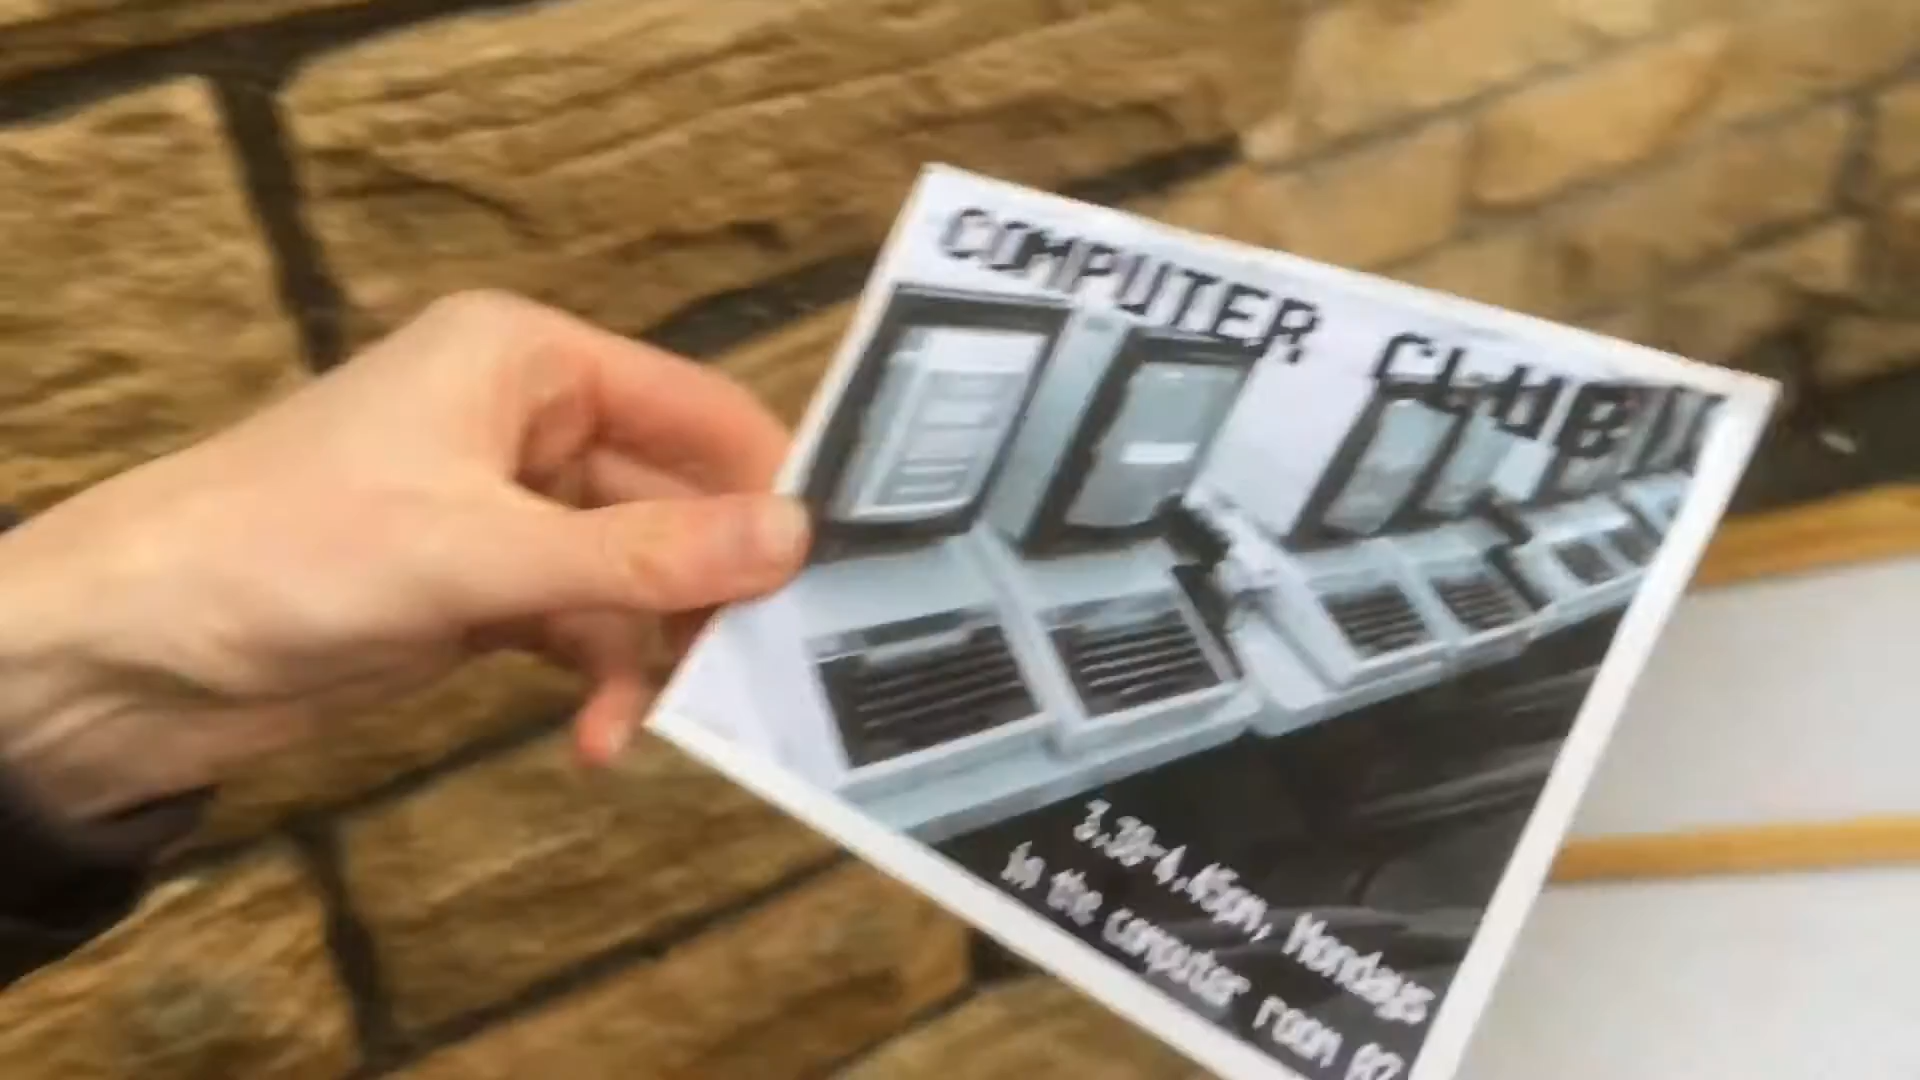 COMPUTER CLUB
3.30-4.45pm, Mondays
in the computer room